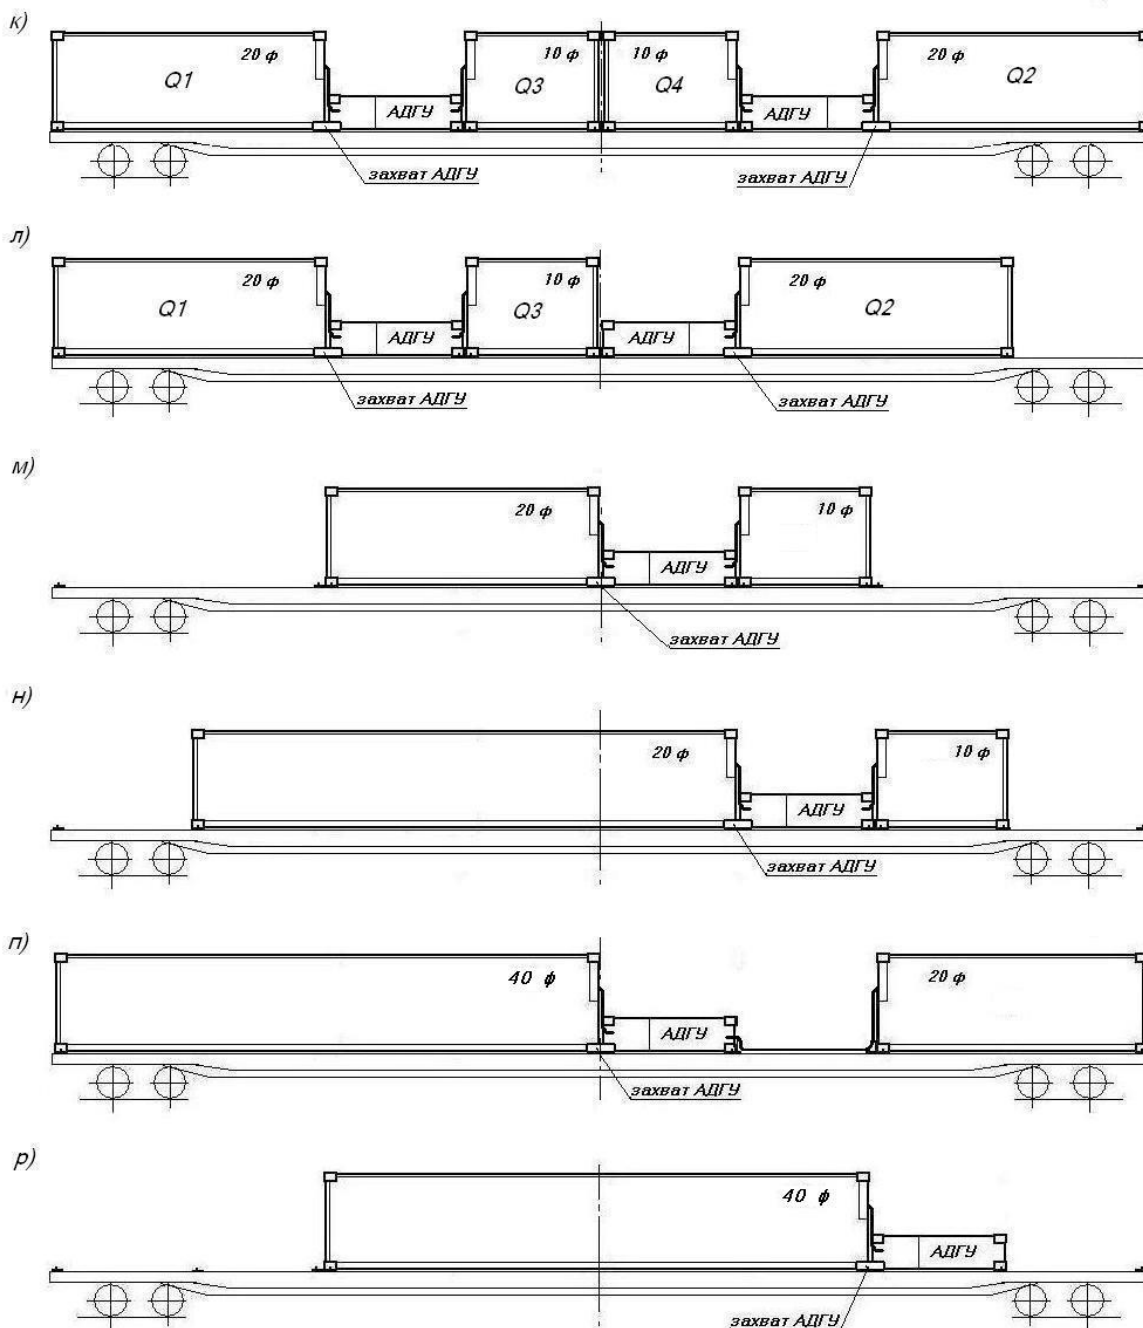 к)
20 ф 10 ф 10 ф 20 ф
Q1 Q3 Q4 Q2
АДГУ АДГУ
захват АДГУ захват АДГУ
л)
20 ф 10 ф 20 ф
Q1 Q3 Q2
АДГУ АДГУ
захват АДГУ захват АДГУ
м)
20 ф 10 ф
АДГУ
захват АДГУ
н)
20 ф 10 ф
АДГУ
захват АДГУ
п)
40 ф 20 ф
АДГУ
захват АДГУ
р)
40 ф
АДГУ
захват АДГУ